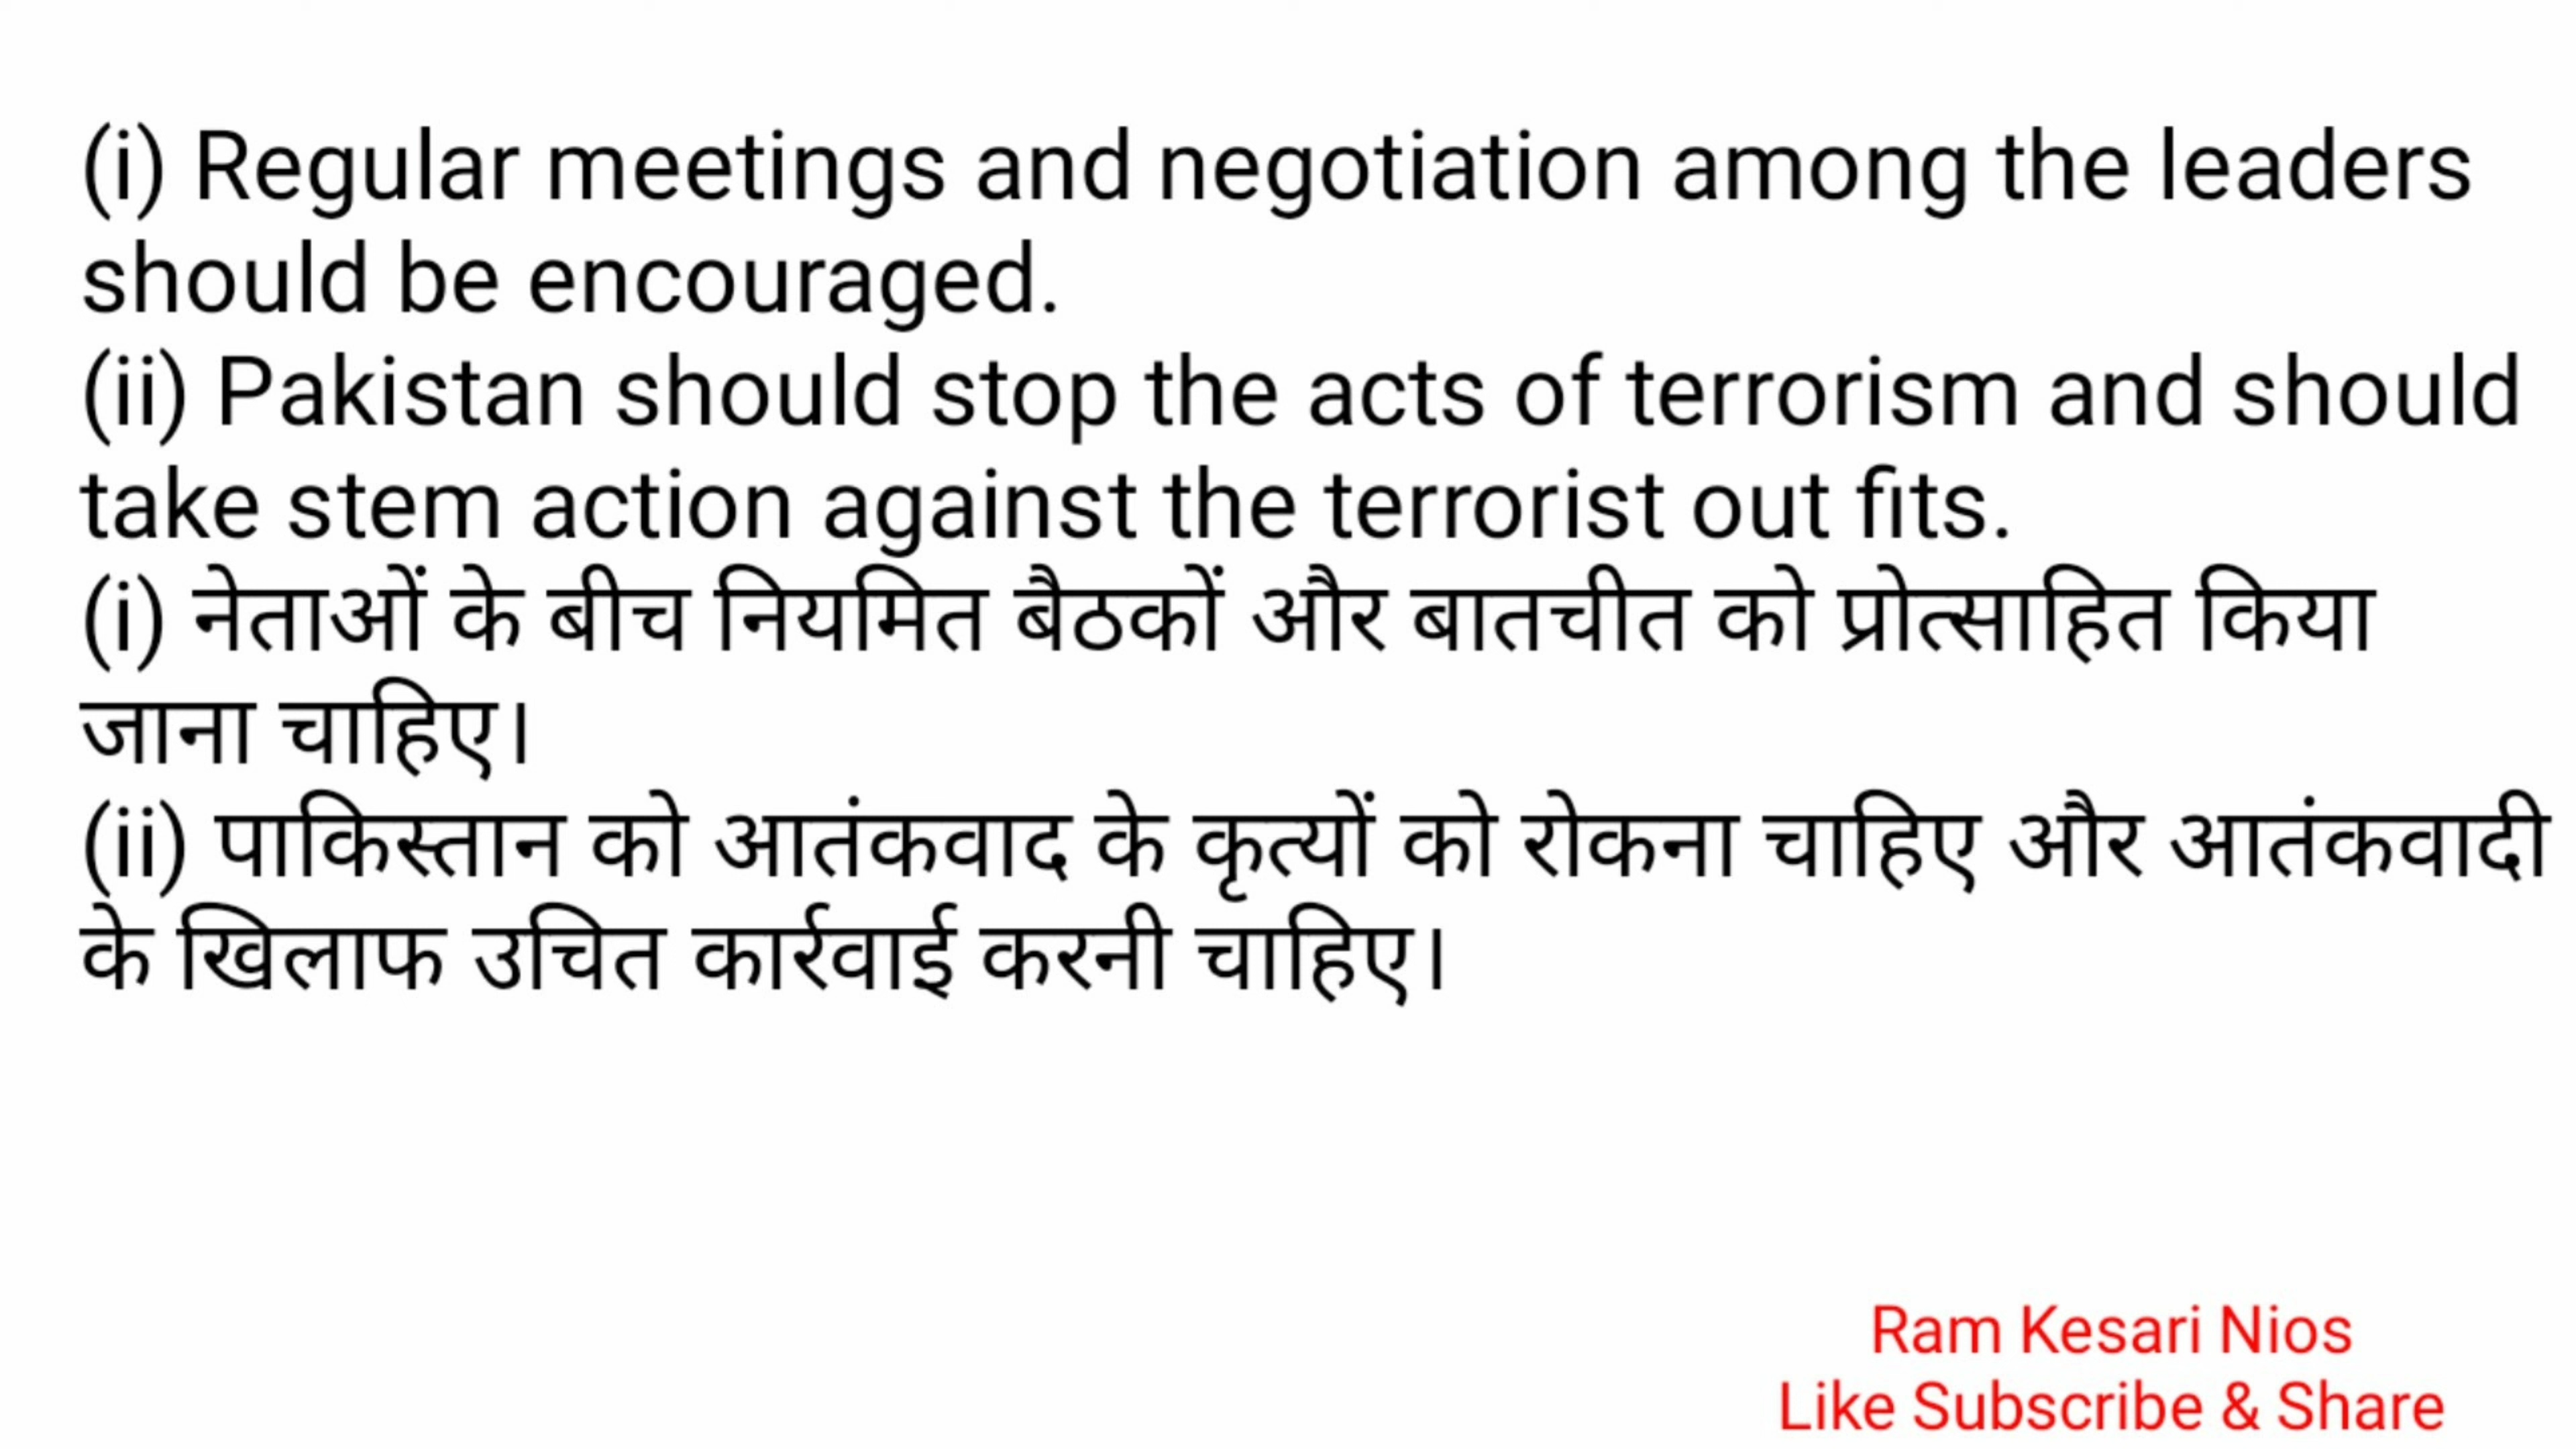 (i) Regular meetings and negotiation among the leaders
should be encouraged.
(ii) Pakistan should stop the acts of terrorism and should
take stem action against the terrorist out fits.
(i) नेताओं के बीच नियमित बैठकों और बातचीत को प्रोत्साहित किया
जाना चाहिए।
(ii) पाकिस्तान को आतंकवाद के कृत्यों को रोकना चाहिए और आतंकवादी
के खिलाफ उचित कार्रवाई करनी चाहिए।
Ram Kesari Nios
Like Subscribe & Share